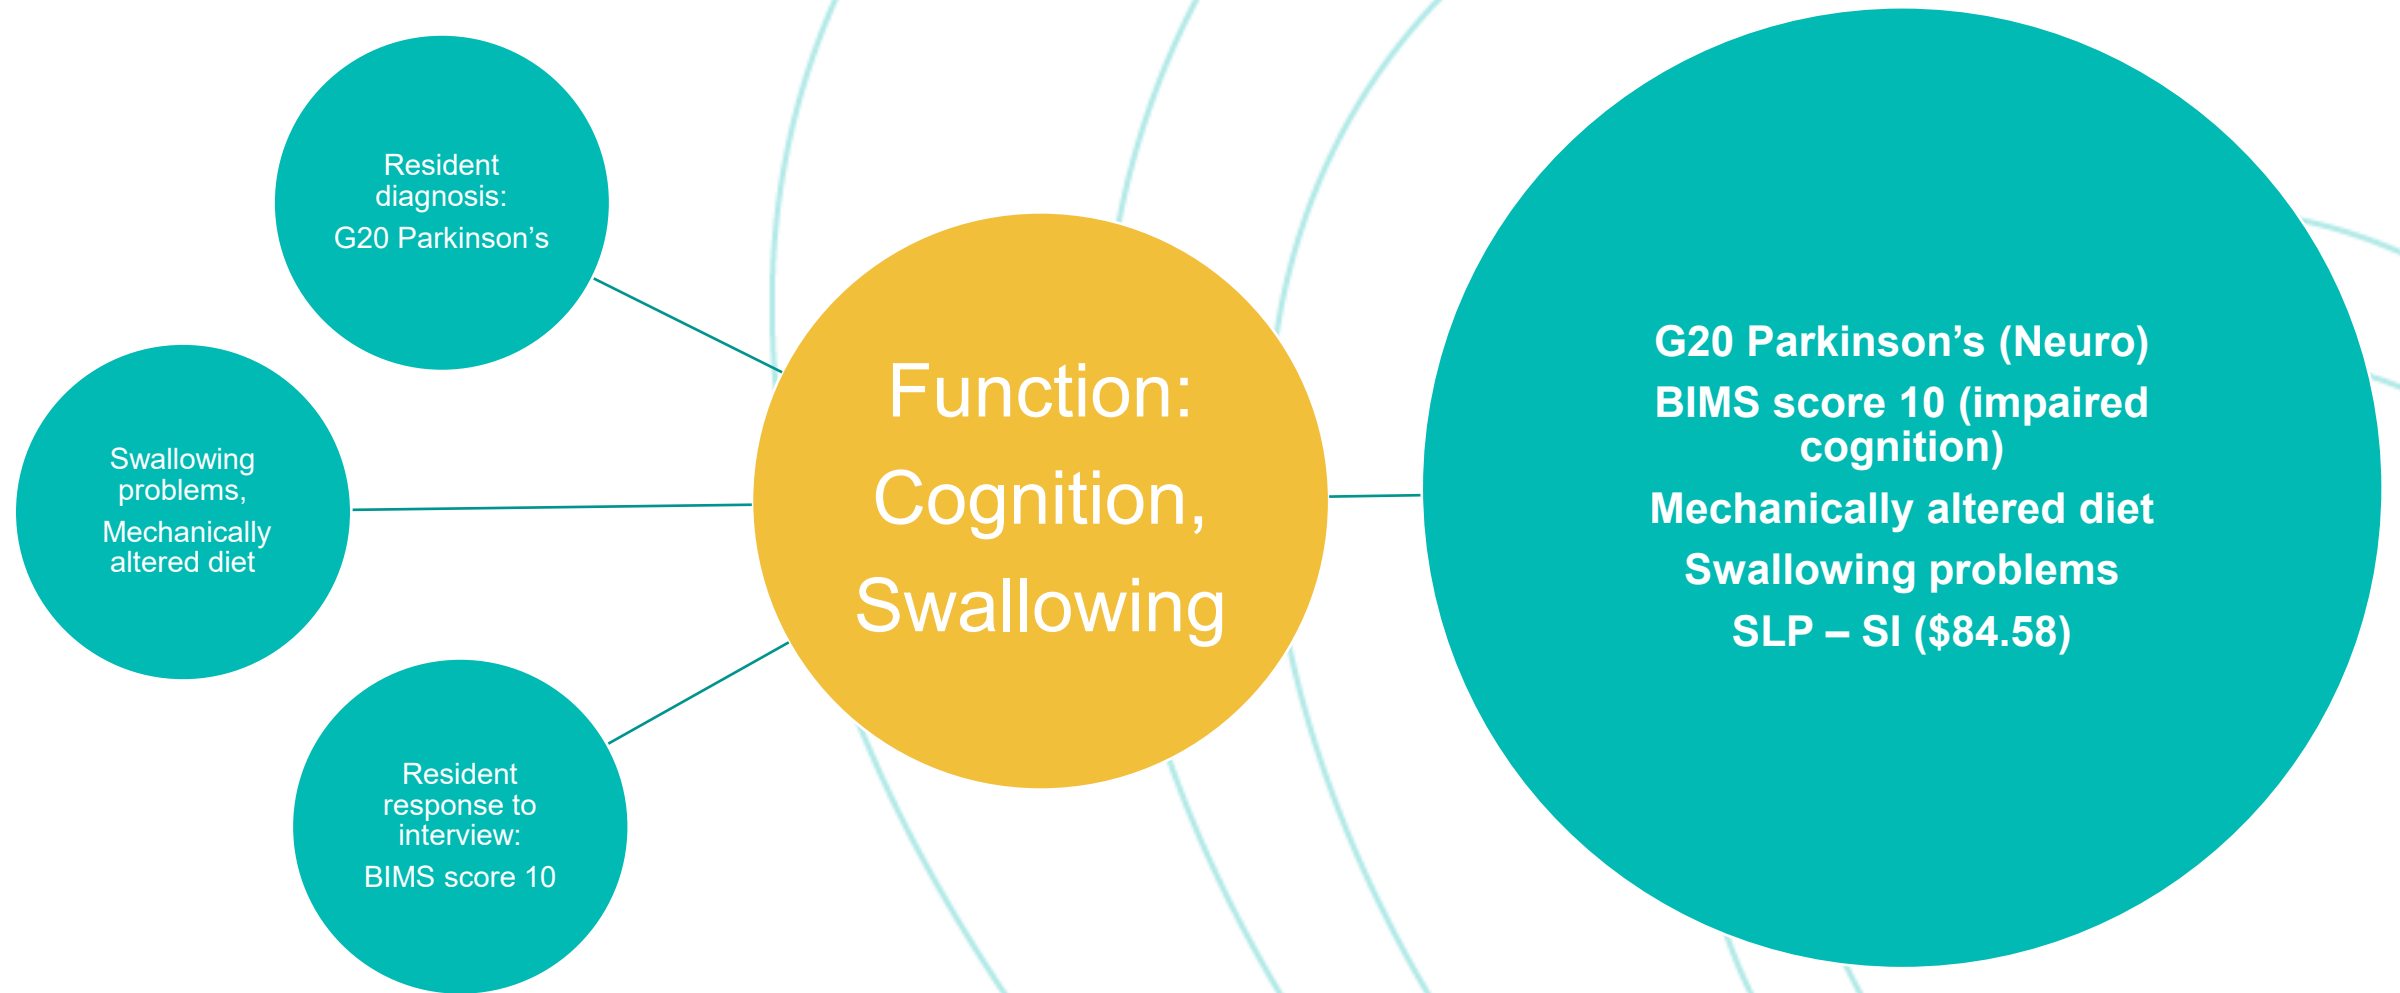 Resident
diagnosis:
G20 Parkinson’s
Swallowing
problems,
Mechanically
altered diet
Resident
response to
interview:
BIMS score 10
Function:
Cognition,
Swallowing
G20 Parkinson’s (Neuro)
BIMS score 10 (impaired
cognition)
Mechanically altered diet
Swallowing problems
SLP – SI ($84.58)